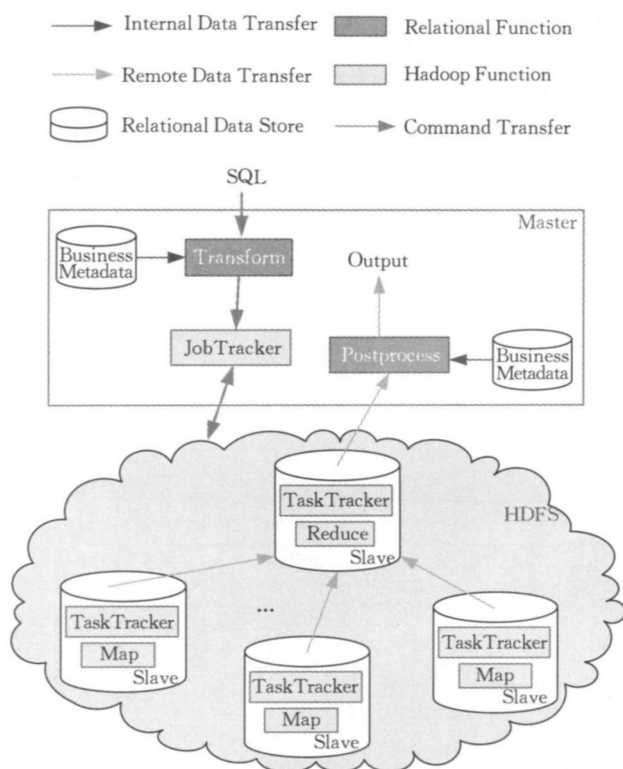 Internal Data Transfer
Relational Function
Remote Data Transfer
Hadoop Function
Relational Data Store
Command Transfer
SQL
Master
Business
Metadata
Transform
Output
JobTracker
Postprocess
Business
Metadata
HDFS
TaskTracker
Reduce
Slave
...
TaskTracker
Map
Slave
TaskTracker
Map
Slave
TaskTracker
Map
Slave